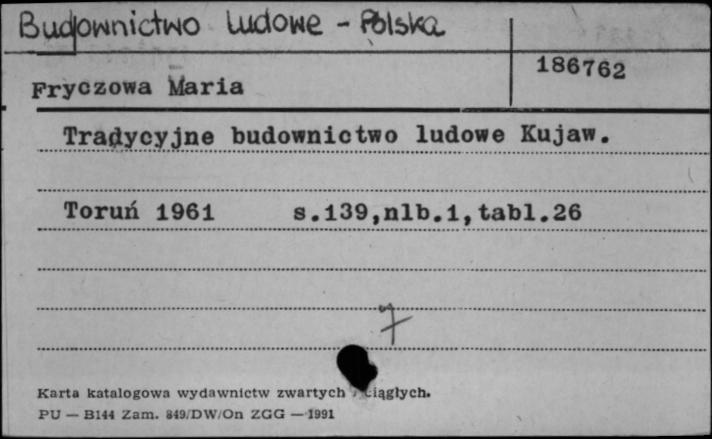 Budownictwo ludowe - Polska
186762
Fryczowa Maria
Tradycyjne budownictwo ludowe Kujaw.
Toruń 1961 s.139,nlb.1,tabl.26
7
Karta katalogowa wydawnictw zwartych ciągłych.
PU — B144 Zam. 849/DW/On ZGG — 1991